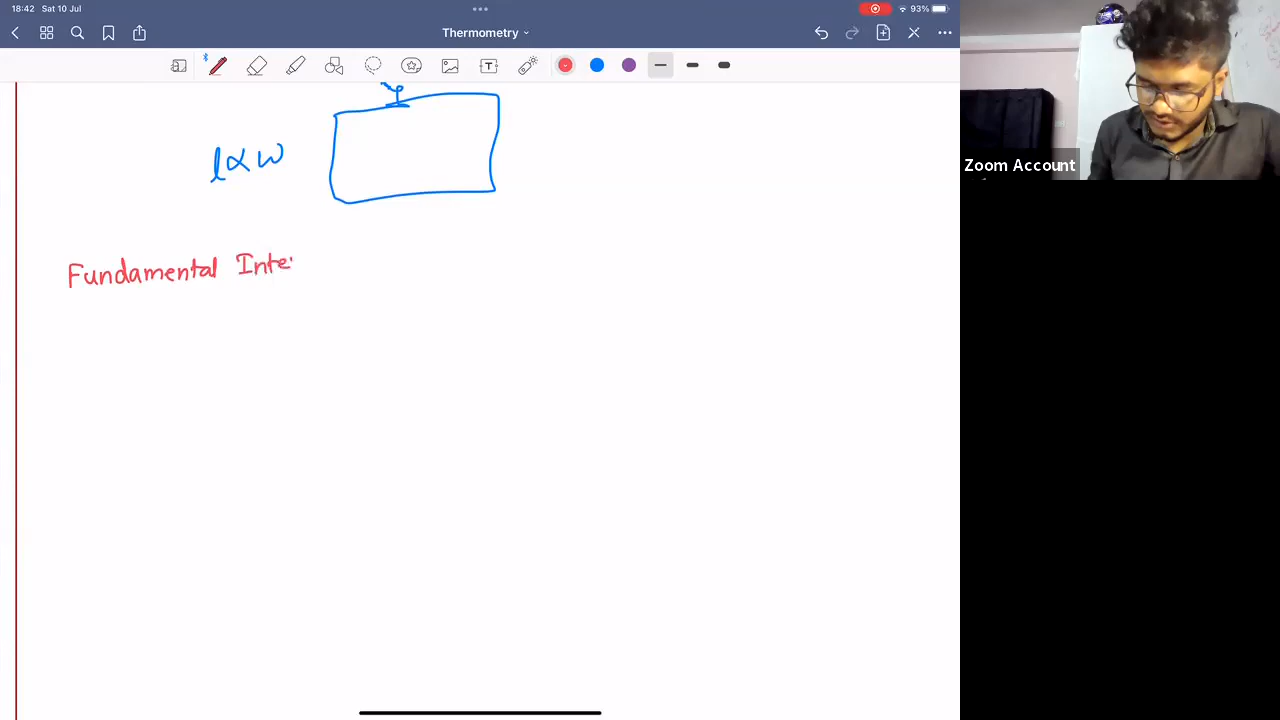 18:42 Sat 10 Jul
93%
Thermometry
T
l∝w
Zoom Account
Fundamental Inte